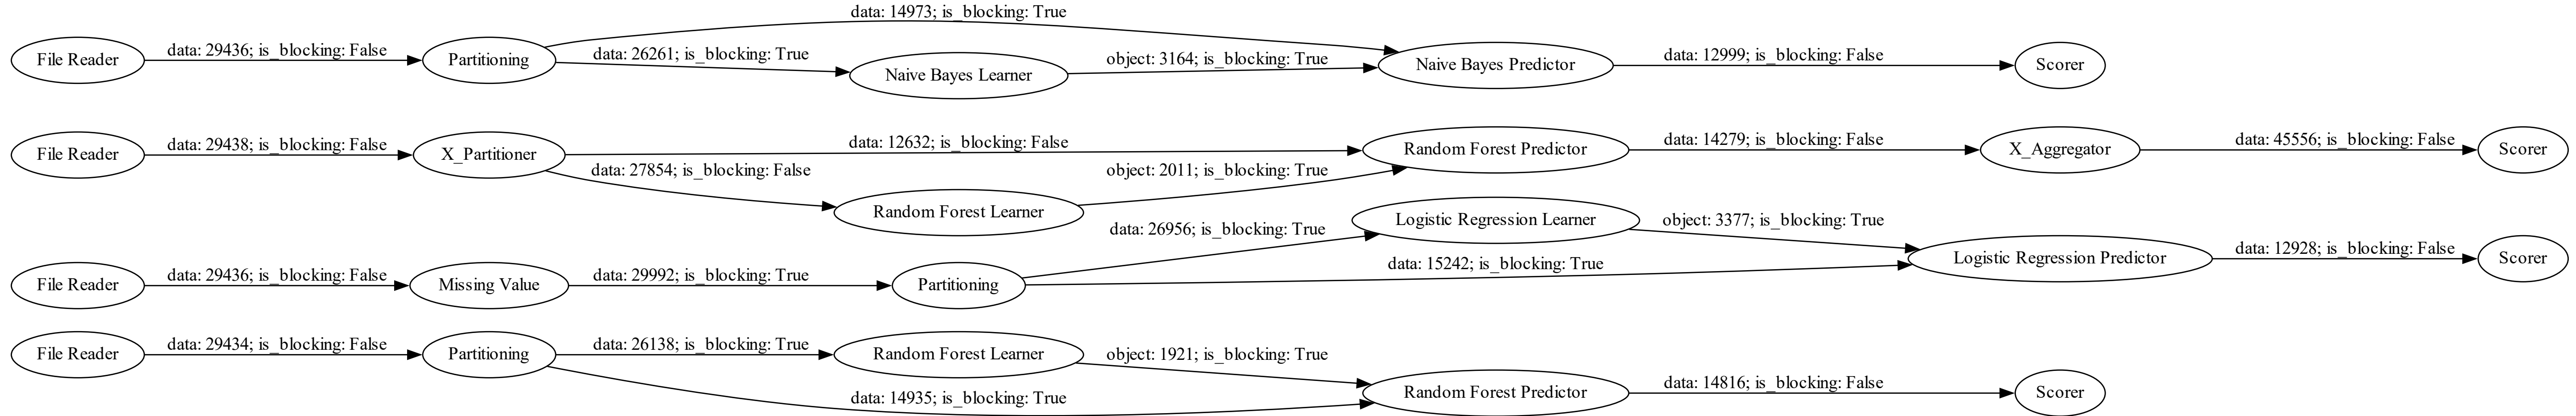 data: 14973; is_blocking: True
File Reader
data: 29436; is_blocking: False
Partitioning
data: 26261; is_blocking: True
Naive Bayes Learner
object: 3164; is_blocking: True
Naive Bayes Predictor
data: 12999; is_blocking: False
Scorer
File Reader
data: 29438; is_blocking: False
X_Partitioner
data: 12632; is_blocking: False
data: 27854; is_blocking: False
Random Forest Learner
object: 2011; is_blocking: True
Random Forest Predictor
data: 14279; is_blocking: False
X_Aggregator
data: 45556; is_blocking: False
Scorer
File Reader
data: 29436; is_blocking: False
Missing Value
data: 29992; is_blocking: True
Partitioning
data: 26956; is_blocking: True
Logistic Regression Learner
object: 3377; is_blocking: True
data: 15242; is_blocking: True
Logistic Regression Predictor
data: 12928; is_blocking: False
Scorer
File Reader
data: 29434; is_blocking: False
Partitioning
data: 26138; is_blocking: True
Random Forest Learner
object: 1921; is_blocking: True
data: 14935; is_blocking: True
Random Forest Predictor
data: 14816; is_blocking: False
Scorer